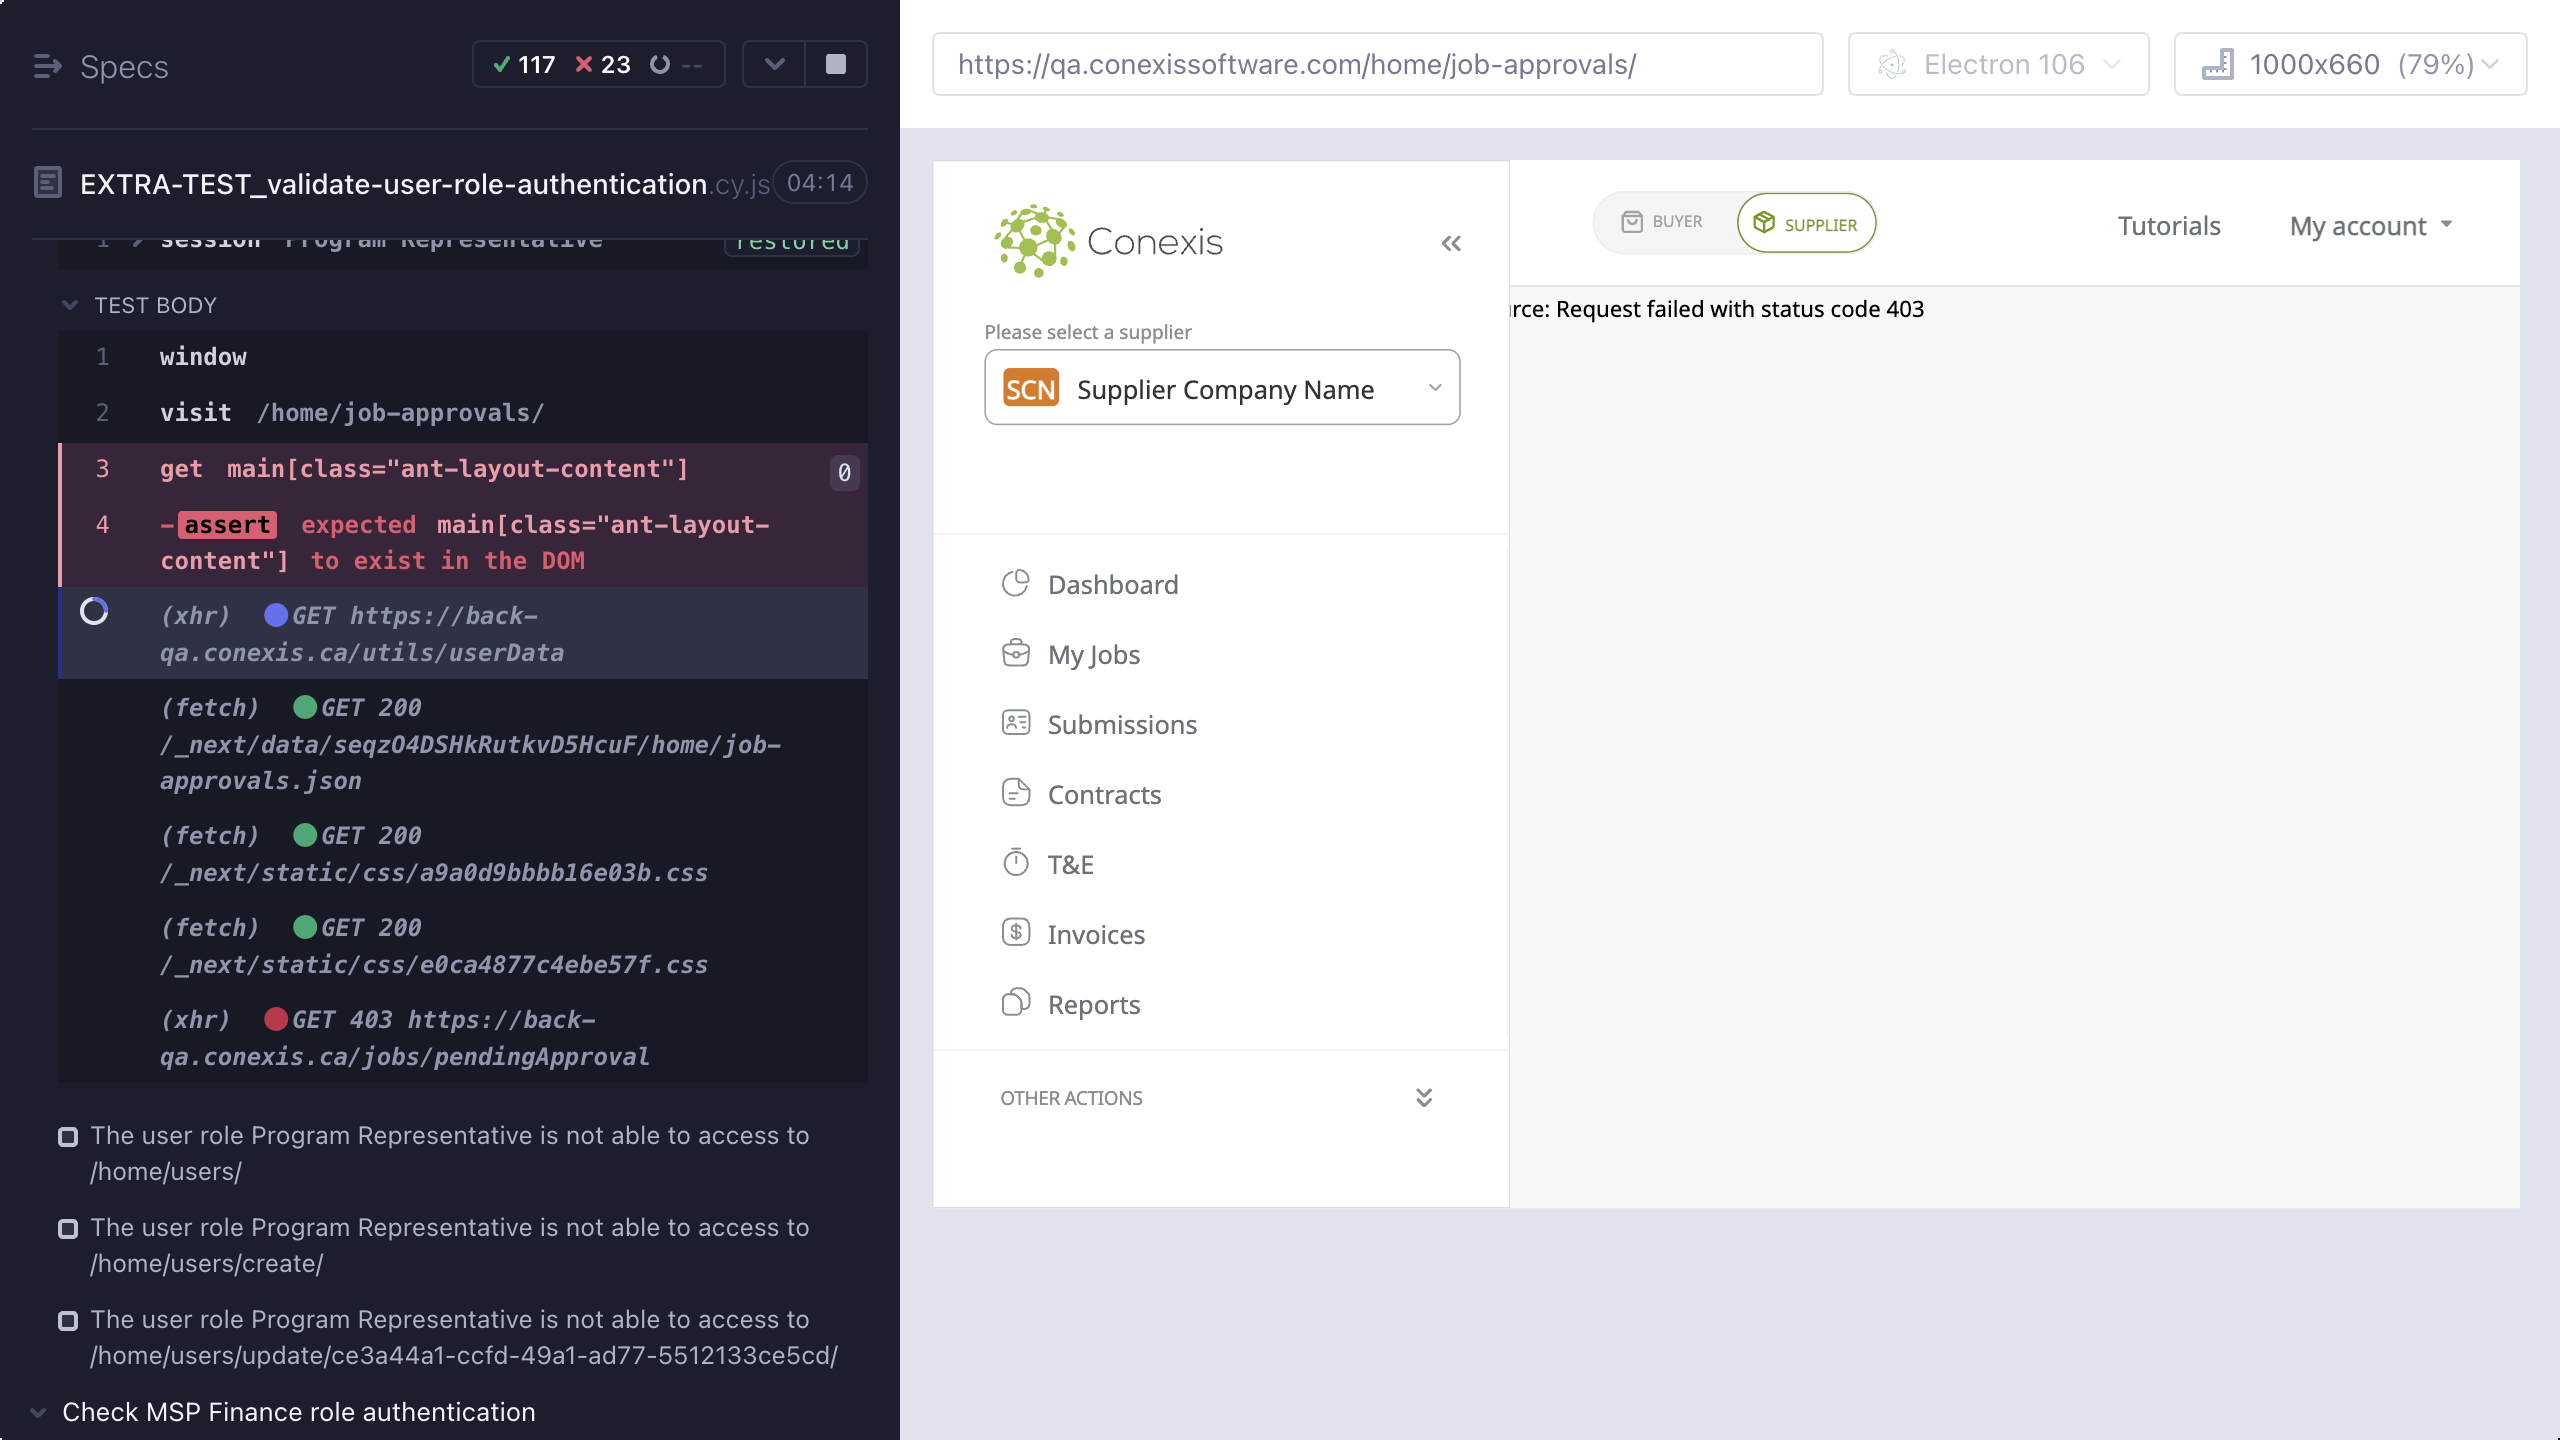 Specs
117 23 --
EXTRA-TEST_validate-user-role-authentication.cy.js 04:14
1 session Program Representative restored
TEST BODY
1 window
2 visit /home/job-approvals/
3 get main[class="ant-layout-content"] 0
4 -assert expected main[class="ant-layout-
content"] to exist in the DOM
(xhr) GET https://back-
qa.conexis.ca/utils/userData
(fetch) GET 200
/_next/data/seqzO4DSHkRutkvD5HcuF/home/job-
approvals.json
(fetch) GET 200
/_next/static/css/a9a0d9bbbb16e03b.css
(fetch) GET 200
/_next/static/css/e0ca4877c4ebe57f.css
(xhr) GET 403 https://back-
qa.conexis.ca/jobs/pendingApproval
The user role Program Representative is not able to access to
/home/users/
The user role Program Representative is not able to access to
/home/users/create/
The user role Program Representative is not able to access to
/home/users/update/ce3a44a1-ccfd-49a1-ad77-5512133ce5cd/
Check MSP Finance role authentication
https://qa.conexissoftware.com/home/job-approvals/
Electron 106
1000x660 (79%)
Conexis
BUYER
SUPPLIER
Tutorials
My account
rce: Request failed with status code 403
Please select a supplier
SCN Supplier Company Name
Dashboard
My Jobs
Submissions
Contracts
T&E
Invoices
Reports
OTHER ACTIONS